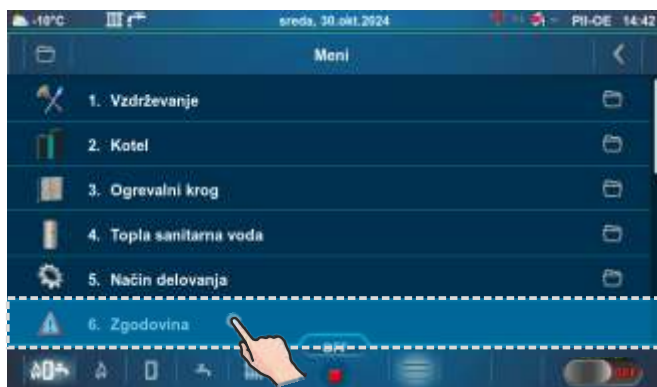 -10°C sreda, 30.okt.2024 PII-OE 14:42
Meni
1. Vzdrževanje
2. Kotel
3. Ogrevalni krog
4. Topla sanitarna voda
5. Način delovanja
6. Zgodovina
OFF